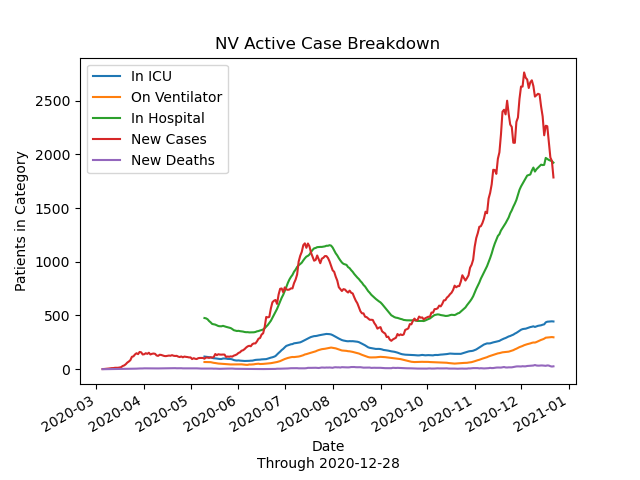 NV Active Case Breakdown
In ICU
On Ventilator
In Hospital
New Cases
New Deaths
Patients in Category
2500
2000
1500
1000
500
0
2020-03
2020-04
2020-05
2020-06
2020-07
2020-08
2020-09
2020-10
2020-11
2020-12
2021-01
Date
Through 2020-12-28